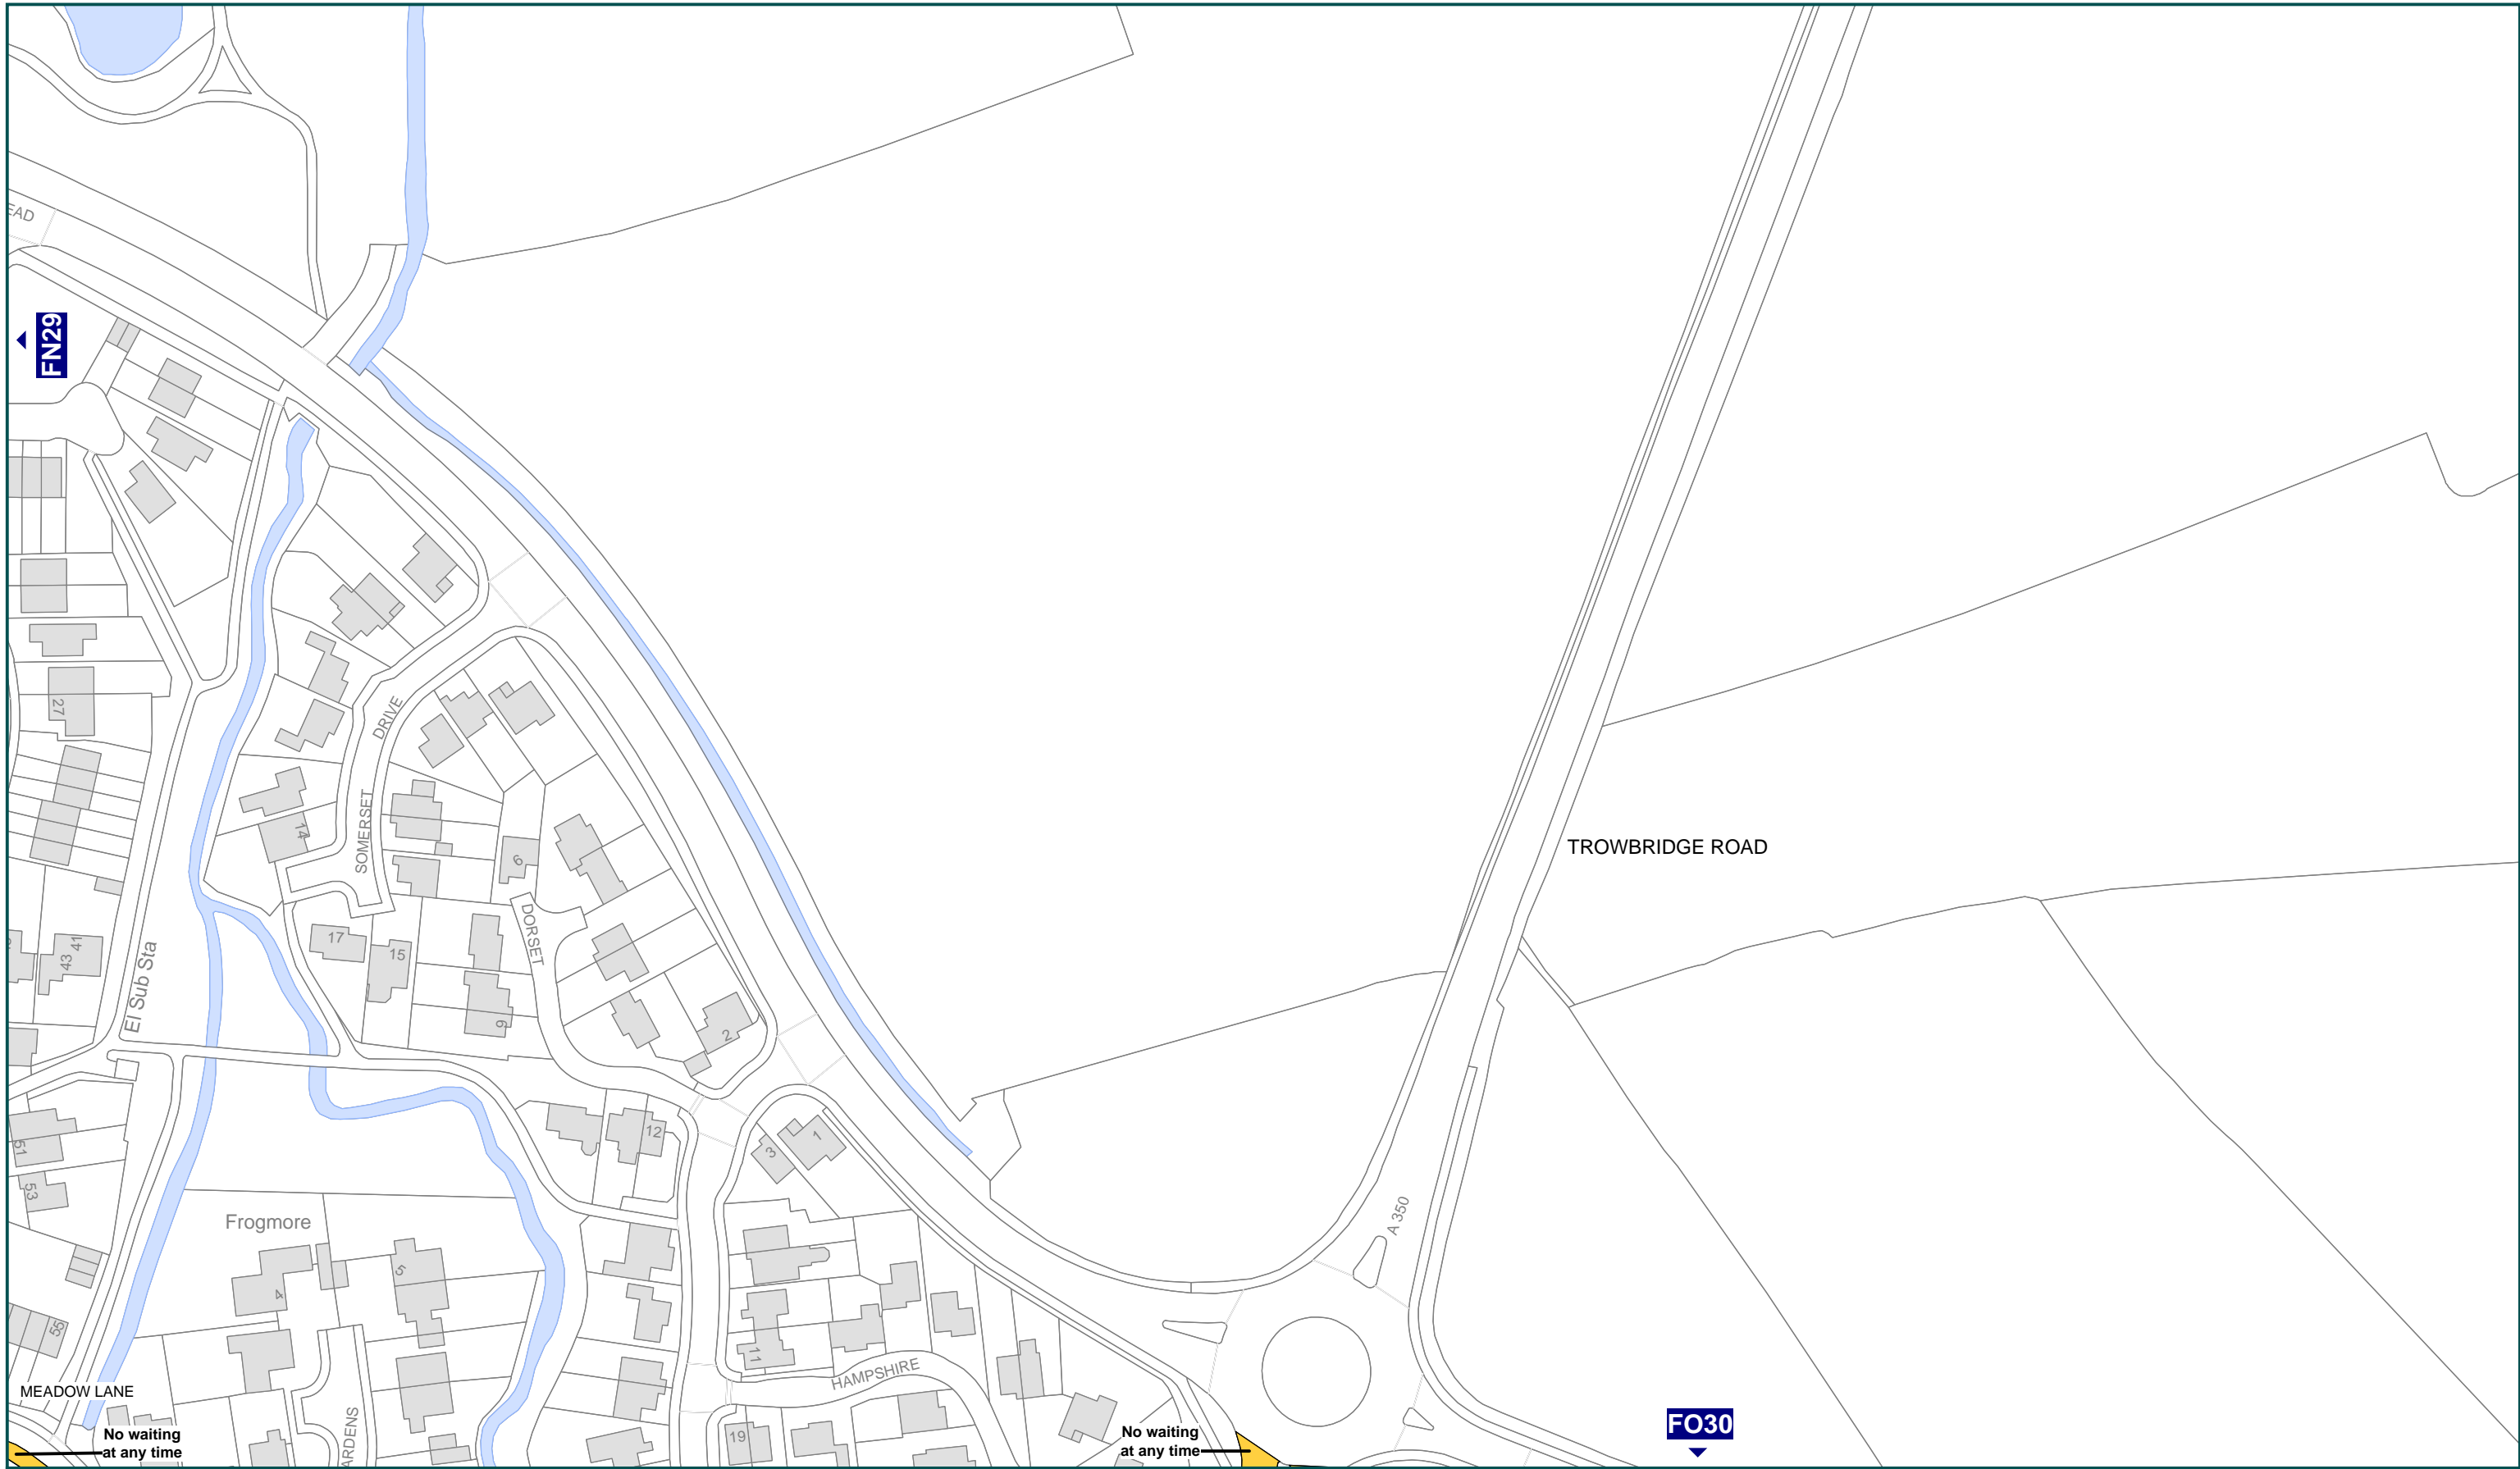 EAD
FN29
27
DRIVE
SOMERSET
14
6
TROWBRIDGE ROAD
DORSET
17
15
41
43
El Sub Sta
9
2
12
1
3
51
53
A 350
Frogmore
5
4
55
11
HAMPSHIRE
MEADOW LANE
ARDENS
19
No waiting
at any time
No waiting
at any time
FO30